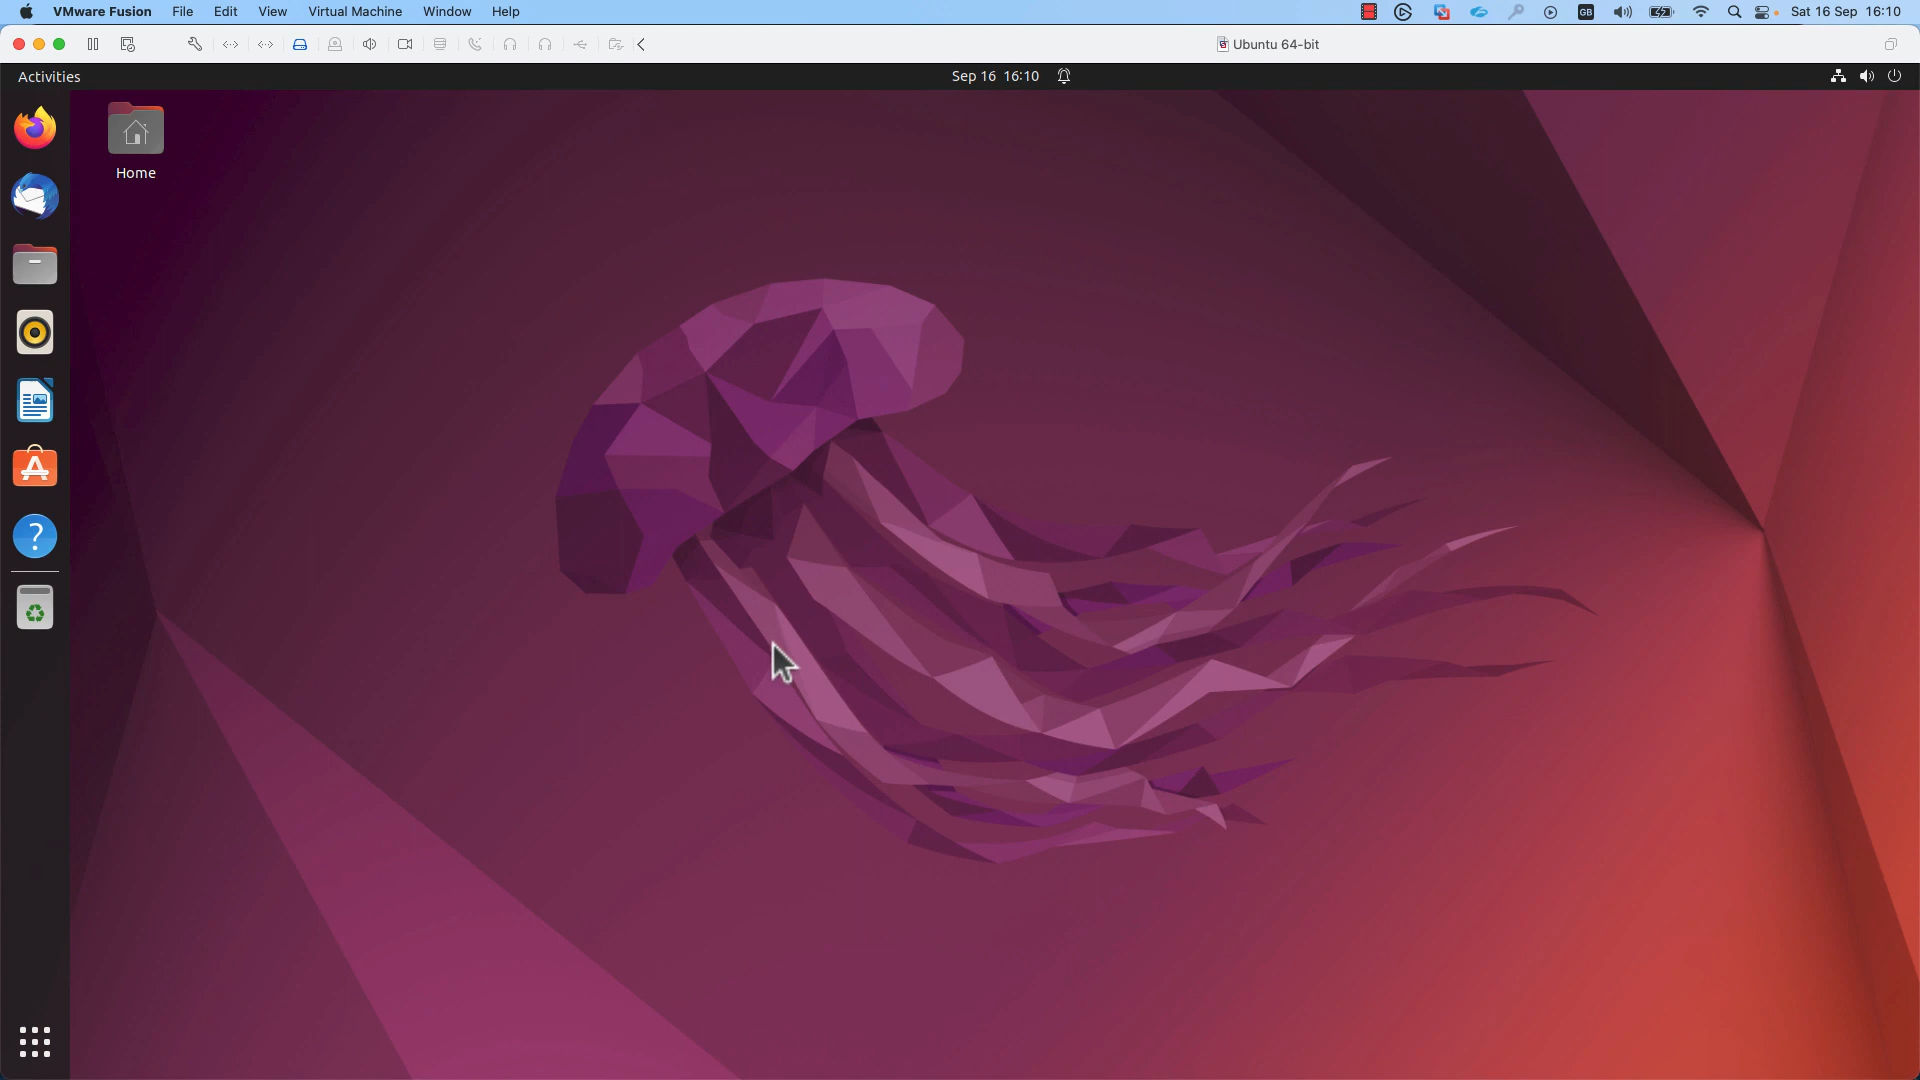 VMware Fusion File Edit View Virtual Machine Window Help GB Sat 16 Sep 16:10
Ubuntu 64-bit
Activities Sep 16 16:10
Home